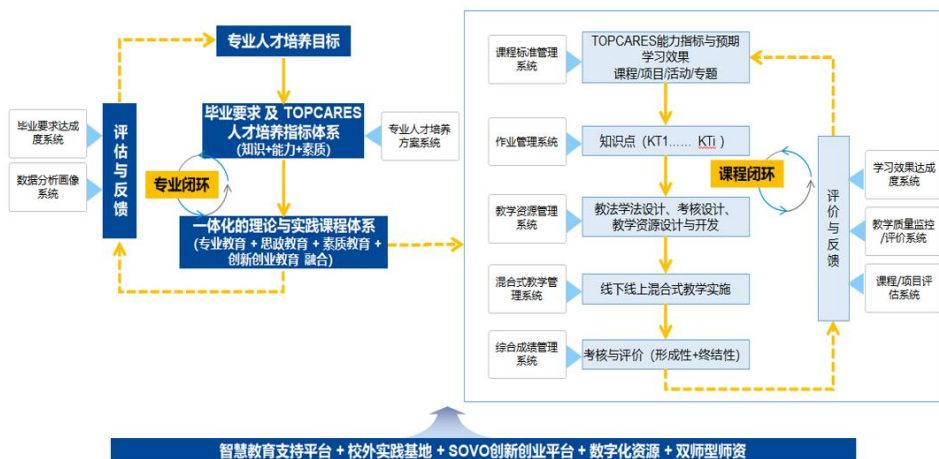 专业人才培养目标
毕业要求 及 TOPCARES
人才培养指标体系
(知识+能力+素质)
专业人才培养
方案系统
毕业要求达成
度系统
数据分析画像
系统
评估与反馈
专业闭环
一体化的理论与实践课程体系
(专业教育 + 思政教育 + 素质教育 +
创新创业教育 融合)
课程标准管理
系统
TOPCARES能力指标与预期
学习效果
课程/项目/活动/专题
作业管理系统
知识点（KT1…… KTi ）
课程闭环
教学资源管理
系统
教法学法设计、考核设计、
教学资源设计与开发
混合式教学管
理系统
线下线上混合式教学实施
综合成绩管理
系统
考核与评价（形成性+终结性）
评价与反馈
学习效果达成
度系统
教学质量监控
/评价系统
课程/项目评
估系统
智慧教育支持平台 + 校外实践基地 + SOVO创新创业平台 + 数字化资源 + 双师型师资